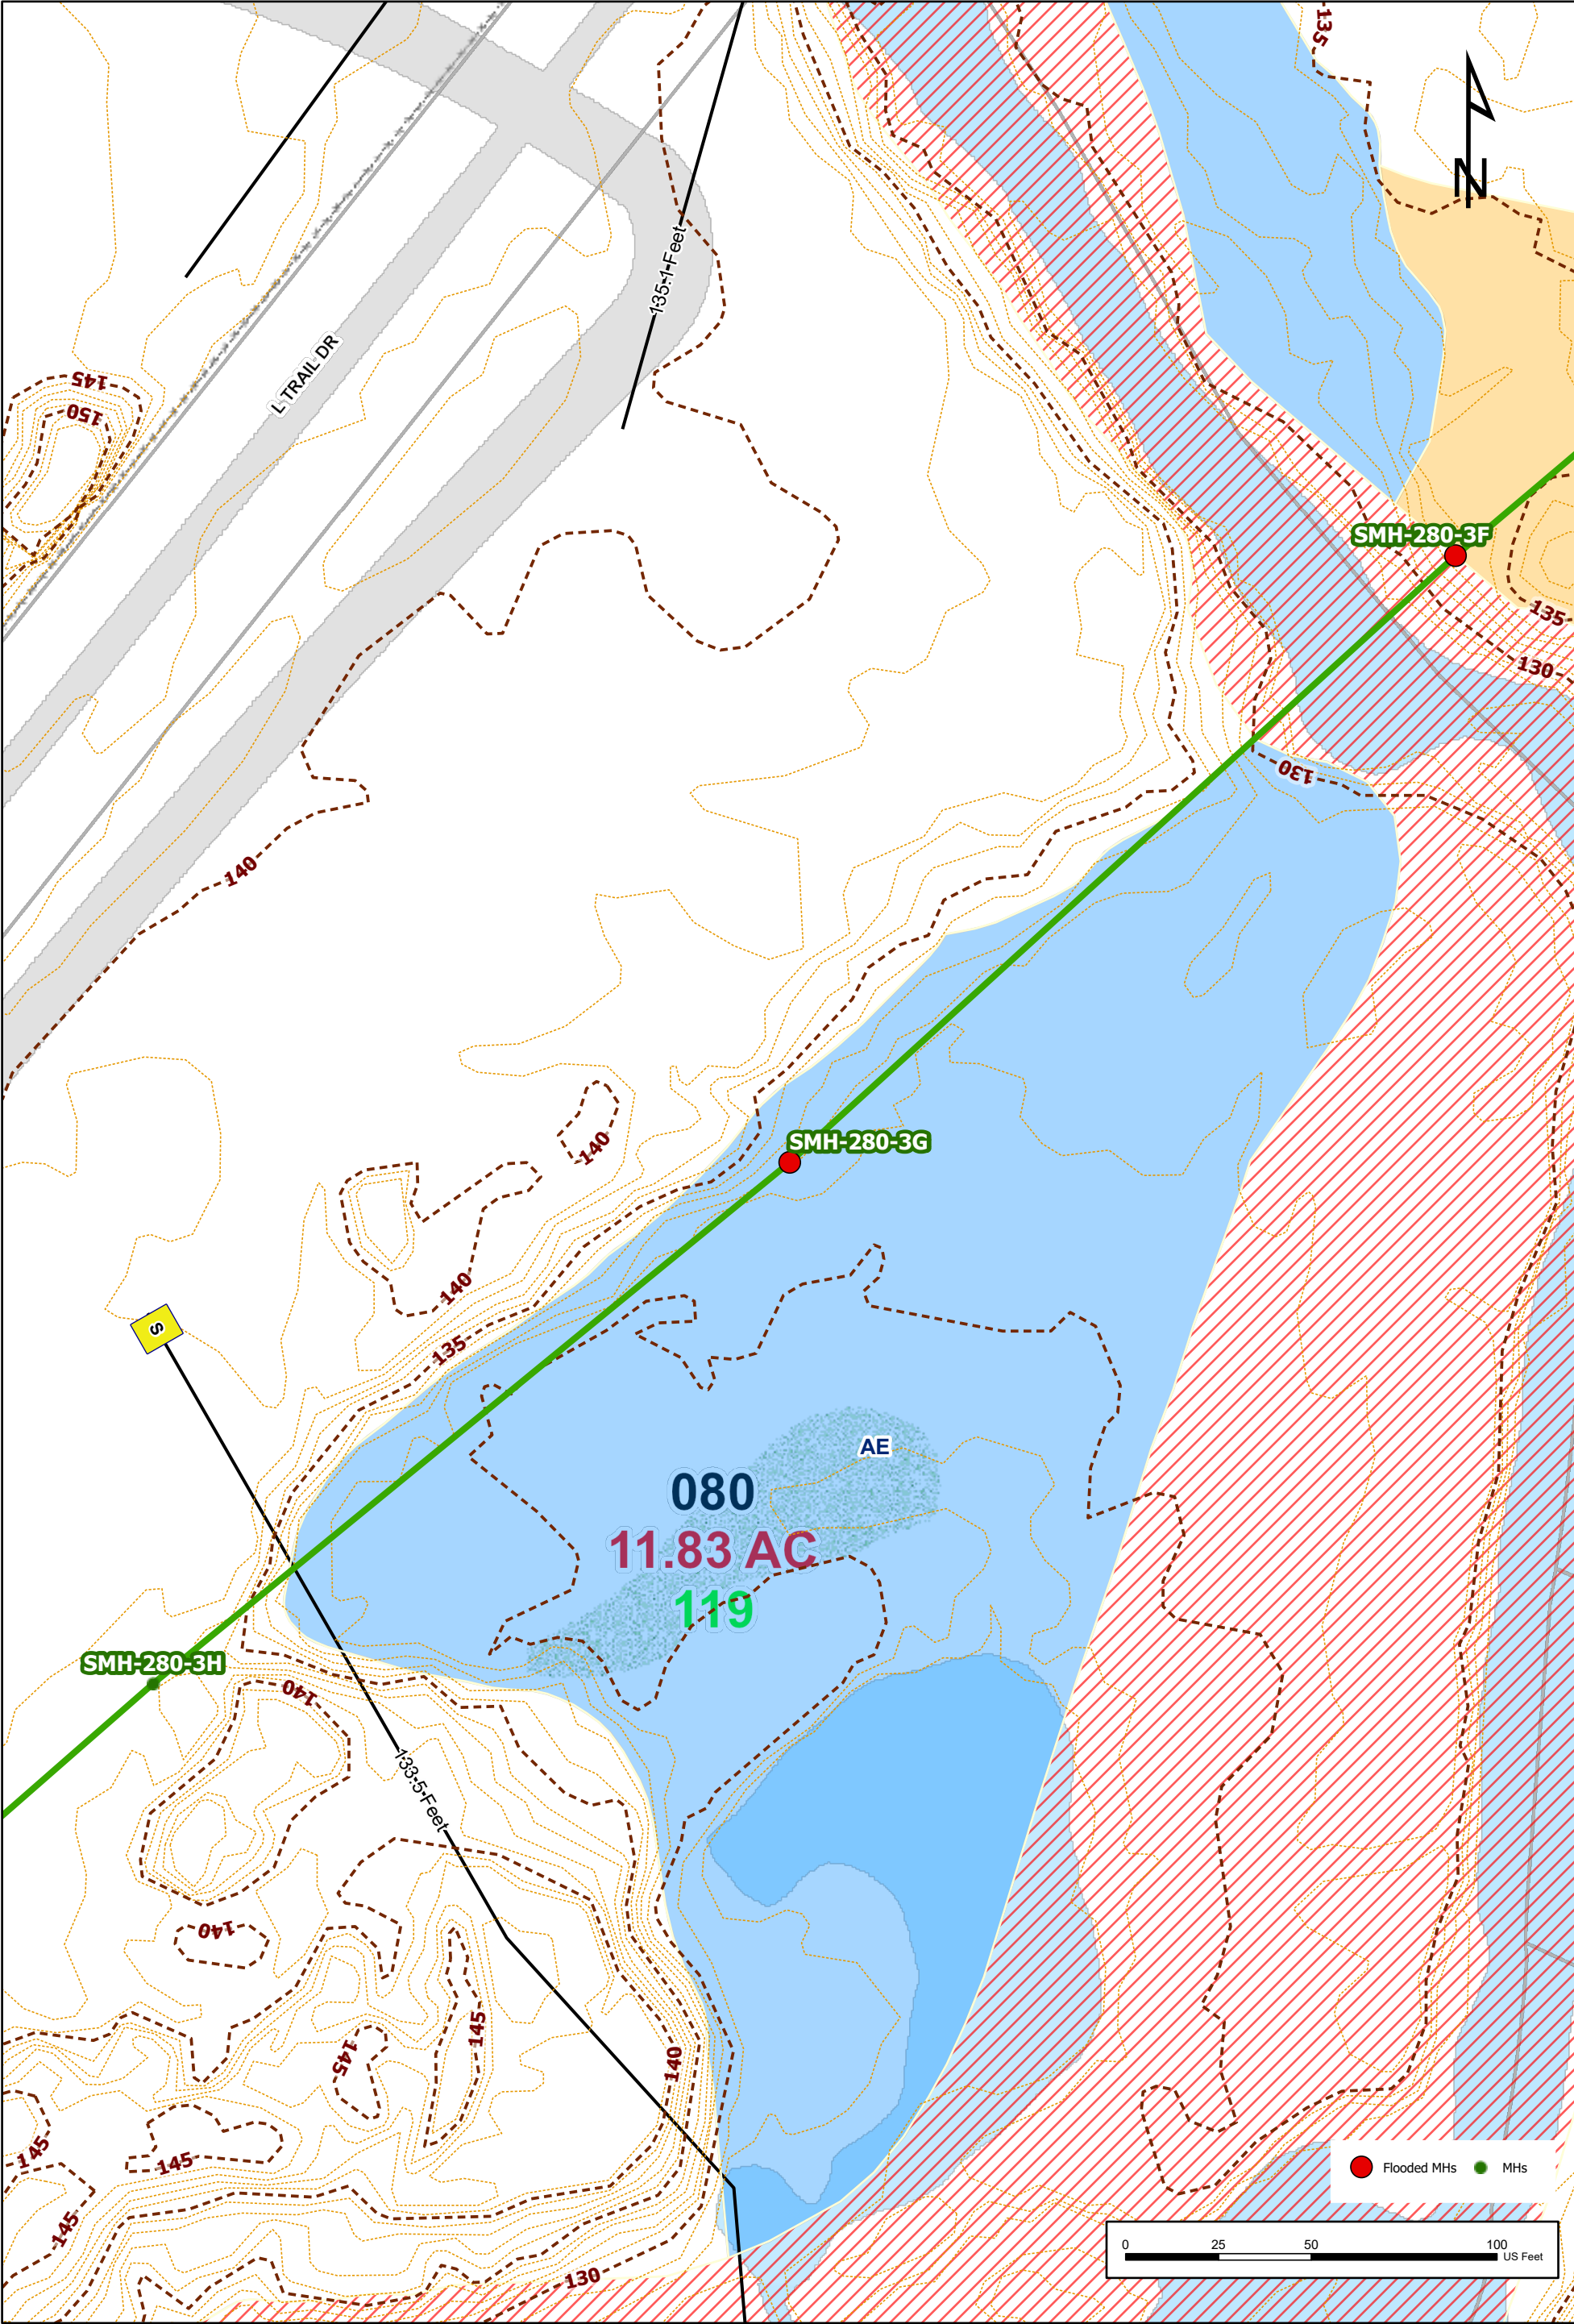 135
N
135.1 Feet
L TRAIL DR
145
150
SMH-280-3F
135
130
130
140
SMH-280-3G
140
140
135
S
AE
080
11.83 AC
119
SMH-280-3H
140
133.5 Feet
140
145
145
140
145
145
145
130
Flooded MHs
MHs
0 25 50 100
US Feet